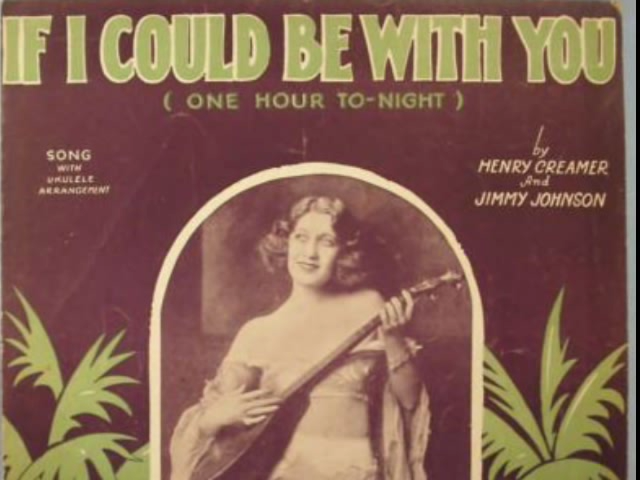 IF I COULD BE WITH YOU
( ONE HOUR TO-NIGHT )
SONG
WITH
UKULELE
ARRANGEMENT
by
HENRY CREAMER
And
JIMMY JOHNSON